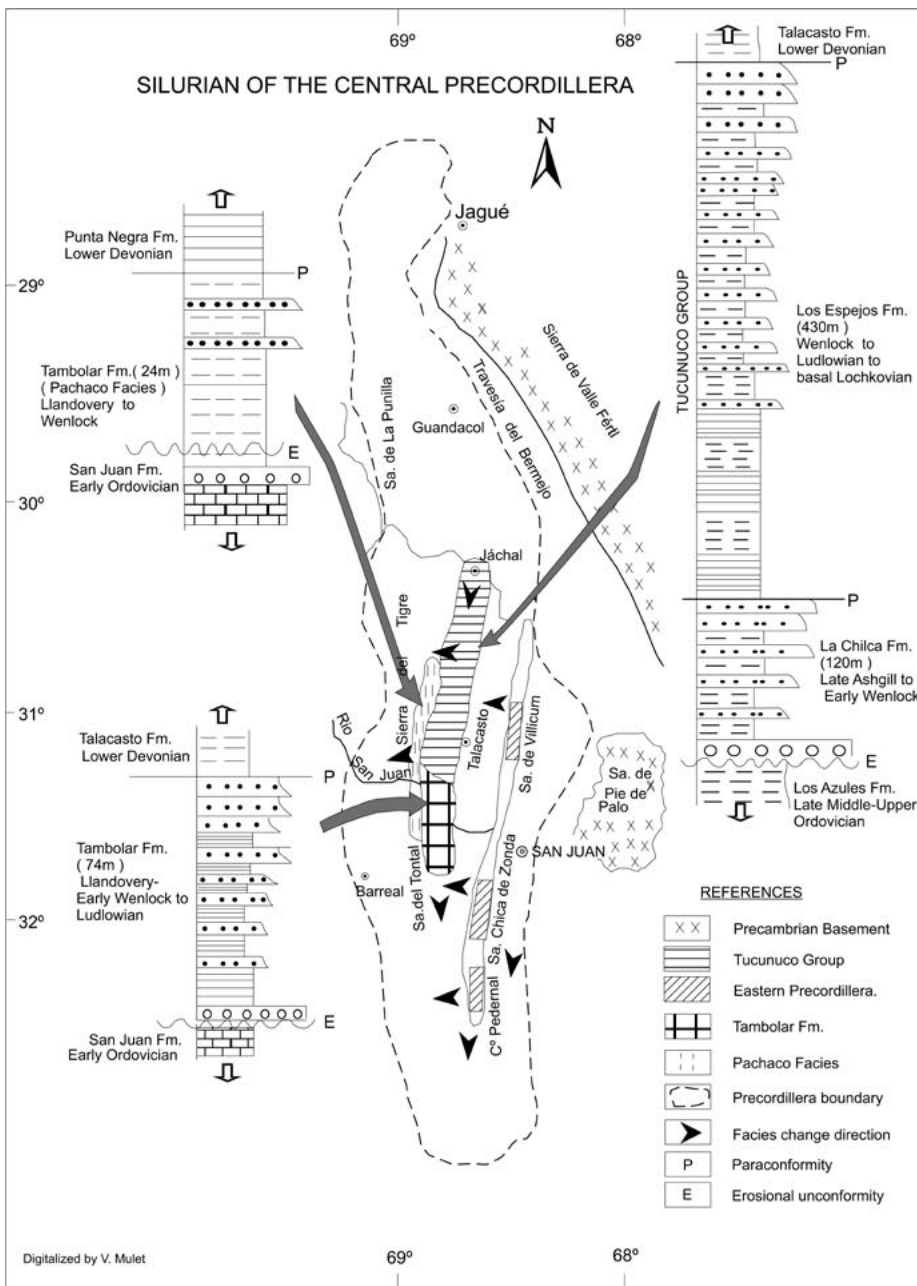 69º
68º
SILURIAN OF THE CENTRAL PRECORDILLERA
N
Talacasto Fm.
Lower Devonian
P
TUCUNUCO GROUP
Los Espejos Fm.
(430m)
Wenlock to
Ludlowian to
basal Lochkovian
P
La Chilca Fm.
(120m)
Late Ashgill to
Early Wenlock
E
Los Azules Fm.
Late Middle-Upper
Ordovician
Punta Negra Fm.
Lower Devonian
P
Tambolar Fm. ( 24m )
( Pachaco Facies )
Llandovery to
Wenlock
E
San Juan Fm.
Early Ordovician
Talacasto Fm.
Lower Devonian
P
Tambolar Fm.
( 74m )
Llandovery-
Early Wenlock to
Ludlowian
E
San Juan Fm.
Early Ordovician
29º
30º
31º
32º
Jagué
Sierra de Valle Fértl
Travesía del Bermejo
Sa. de La Punilla
Guandacol
Jáchal
Sierra del Tigre
Río San Juan
Talacasto
Sa. de Villicum
Sa. de
Pie de
Palo
SAN JUAN
Sa. del Tontal
Barreal
Sa. Chica de Zonda
Cº Pedernal
REFERENCES
Precambrian Basement
Tucunuco Group
Eastern Precordillera.
Tambolar Fm.
Pachaco Facies
Precordillera boundary
Facies change direction
P Paraconformity
E Erosional unconformity
Digitalized by V. Mulet
69º
68º